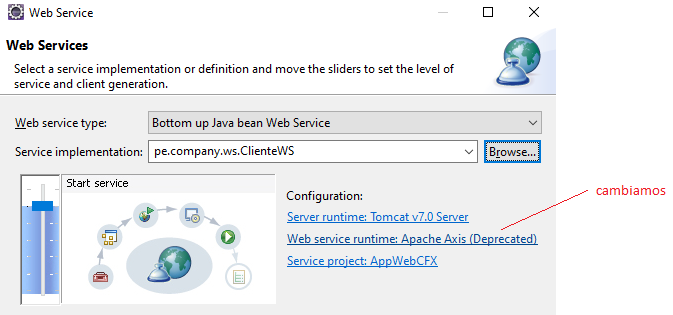 Web Service
Web Services
Select a service implementation or definition and move the sliders to set the level of
service and client generation.
Web service type: Bottom up Java bean Web Service
Service implementation: pe.company.ws.ClienteWS Browse...
Start service
Configuration:
cambiamos
Server runtime: Tomcat v7.0 Server
Web service runtime: Apache Axis (Deprecated)
Service project: AppWebCFX